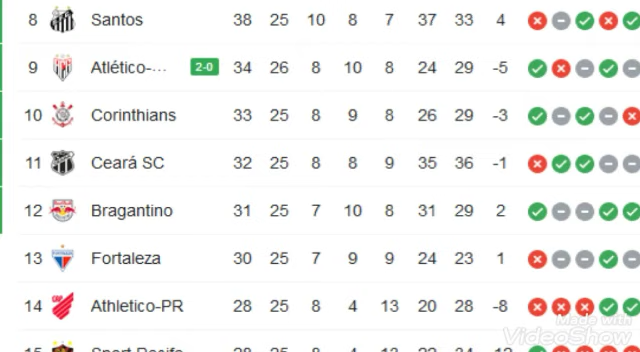 8 Santos 38 25 10 8 7 37 33 4
9 Atlético-... 2-0 34 26 8 10 8 24 29 -5
10 Corinthians 33 25 8 9 8 26 29 -3
11 Ceará SC 32 25 8 8 9 35 36 -1
12 Bragantino 31 25 7 10 8 31 29 2
13 Fortaleza 30 25 7 9 9 24 23 1
14 Athletico-PR 28 25 8 4 13 20 28 -8
Made with
VideoShow